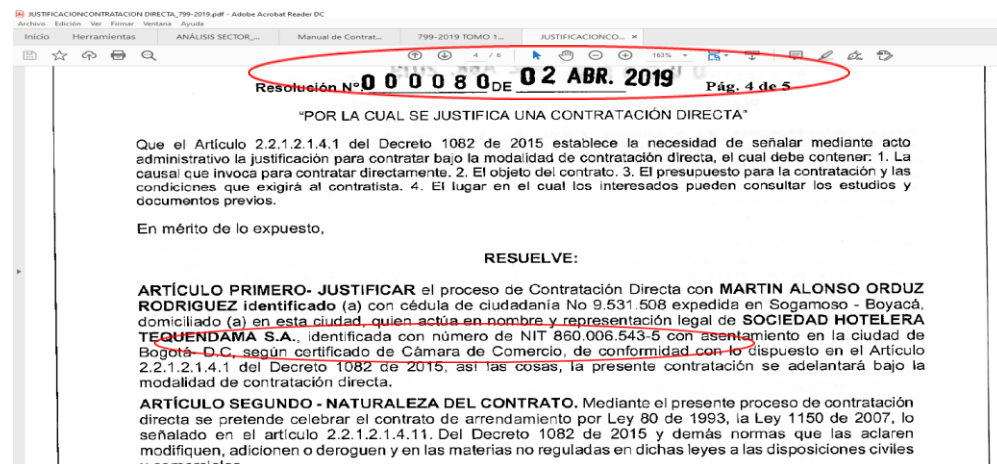 JUSTIFICACIONCONTRATACION DIRECTA_799-2019.pdf - Adobe Acrobat Reader DC
Archivo Edición Ver Firmar Ventana Ayuda
Inicio Herramientas ANÁLISIS SECTOR_... Manual de Contrat... 799-2019 TOMO 1... JUSTIFICACIONCO... ×
4 / 6 163%
Resolución Nº 0 0 0 0 8 0 DE 0 2 ABR. 2019 Pág. 4 de 5
“POR LA CUAL SE JUSTIFICA UNA CONTRATACIÓN DIRECTA”
Que el Artículo 2.2.1.2.1.4.1 del Decreto 1082 de 2015 establece la necesidad de señalar mediante acto
administrativo la justificación para contratar bajo la modalidad de contratación directa, el cual debe contener: 1. La
causal que invoca para contratar directamente. 2. El objeto del contrato. 3. El presupuesto para la contratación y las
condiciones que exigirá al contratista. 4. El lugar en el cual los interesados pueden consultar los estudios y
documentos previos.
En mérito de lo expuesto,
RESUELVE:
ARTÍCULO PRIMERO- JUSTIFICAR el proceso de Contratación Directa con MARTIN ALONSO ORDUZ
RODRIGUEZ identificado (a) con cédula de ciudadanía No 9.531.508 expedida en Sogamoso - Boyacá,
domiciliado (a) en esta ciudad, quien actúa en nombre y representación legal de SOCIEDAD HOTELERA
TEQUENDAMA S.A., identificada con número de NIT 860.006.543-5 con asentamiento en la ciudad de
Bogotá- D.C, según certificado de Cámara de Comercio, de conformidad con lo dispuesto en el Artículo
2.2.1.2.1.4.1 del Decreto 1082 de 2015, así las cosas, la presente contratación se adelantará bajo la
modalidad de contratación directa.
ARTÍCULO SEGUNDO - NATURALEZA DEL CONTRATO. Mediante el presente proceso de contratación
directa se pretende celebrar el contrato de arrendamiento por Ley 80 de 1993, la Ley 1150 de 2007, lo
señalado en el artículo 2.2.1.2.1.4.11. Del Decreto 1082 de 2015 y demás normas que las aclaren
modifiquen, adicionen o deroguen y en las materias no reguladas en dichas leyes a las disposiciones civiles